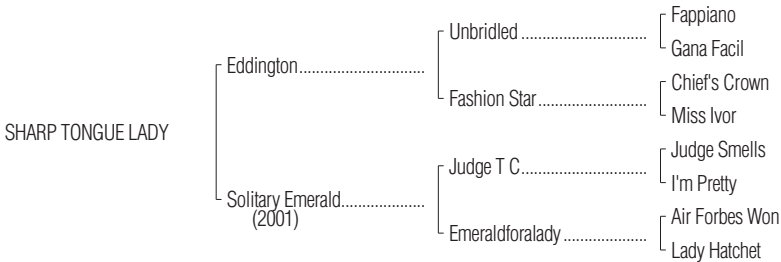 Fappiano
Unbridled
Gana Facil
Eddington
Chief's Crown
Fashion Star
Miss Ivor
SHARP TONGUE LADY
Judge Smells
Judge T C
I'm Pretty
Solitary Emerald
(2001)
Air Forbes Won
Emeraldforalady
Lady Hatchet